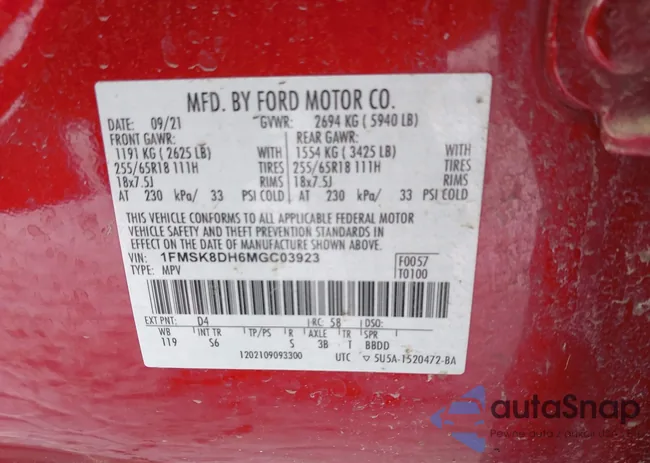 MFD. BY FORD MOTOR CO.
DATE: 09/21 GVWR: 2694 KG ( 5940 LB)
FRONT GAWR: REAR GAWR:
1191 KG ( 2625 LB) WITH 1554 KG ( 3425 LB) WITH
255/65R18 111H TIRES 255/65R18 111H TIRES
18x7.5J RIMS 18x7.5J RIMS
AT 230 kPa/ 33 PSI COLD AT 230 kPa/ 33 PSI COLD
THIS VEHICLE CONFORMS TO ALL APPLICABLE FEDERAL MOTOR
VEHICLE SAFETY AND THEFT PREVENTION STANDARDS IN
EFFECT ON THE DATE OF MANUFACTURE SHOWN ABOVE.
VIN: 1FMSK8DH6MGC03923 F0057
TYPE: MPV T0100
EXT PNT: D4 RC: 58 DSO:
WB INT TR TP/PS R AXLE TR SPR
119 S6 S 3B T BBDD
1202109093300 UTC ▽ 5U5A-1520472-BA
autaSnap